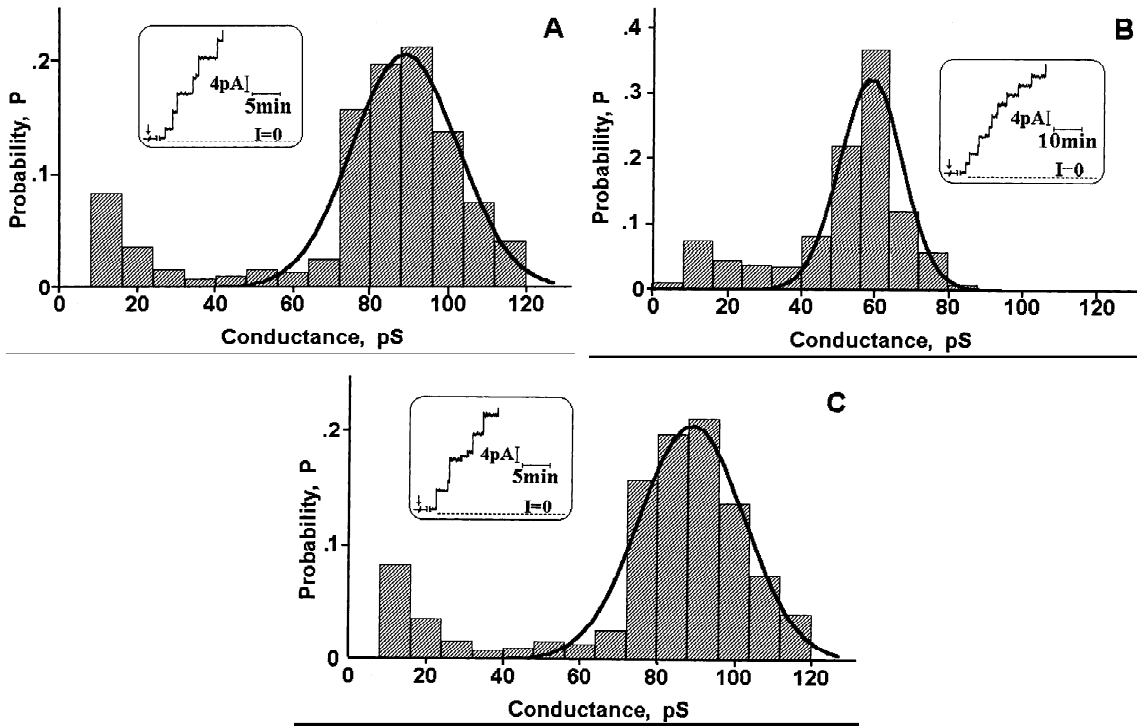 A
.2
.1
0
Probability, P
4pA
5min
I=0
0 20 40 60 80 100 120
Conductance, pS
B
.4
.3
.2
.1
0
Probability, P
4pA
10min
I=0
0 20 40 60 80 100 120
Conductance, pS
C
.2
.1
0
Probability, P
4pA
5min
I=0
0 20 40 60 80 100 120
Conductance, pS